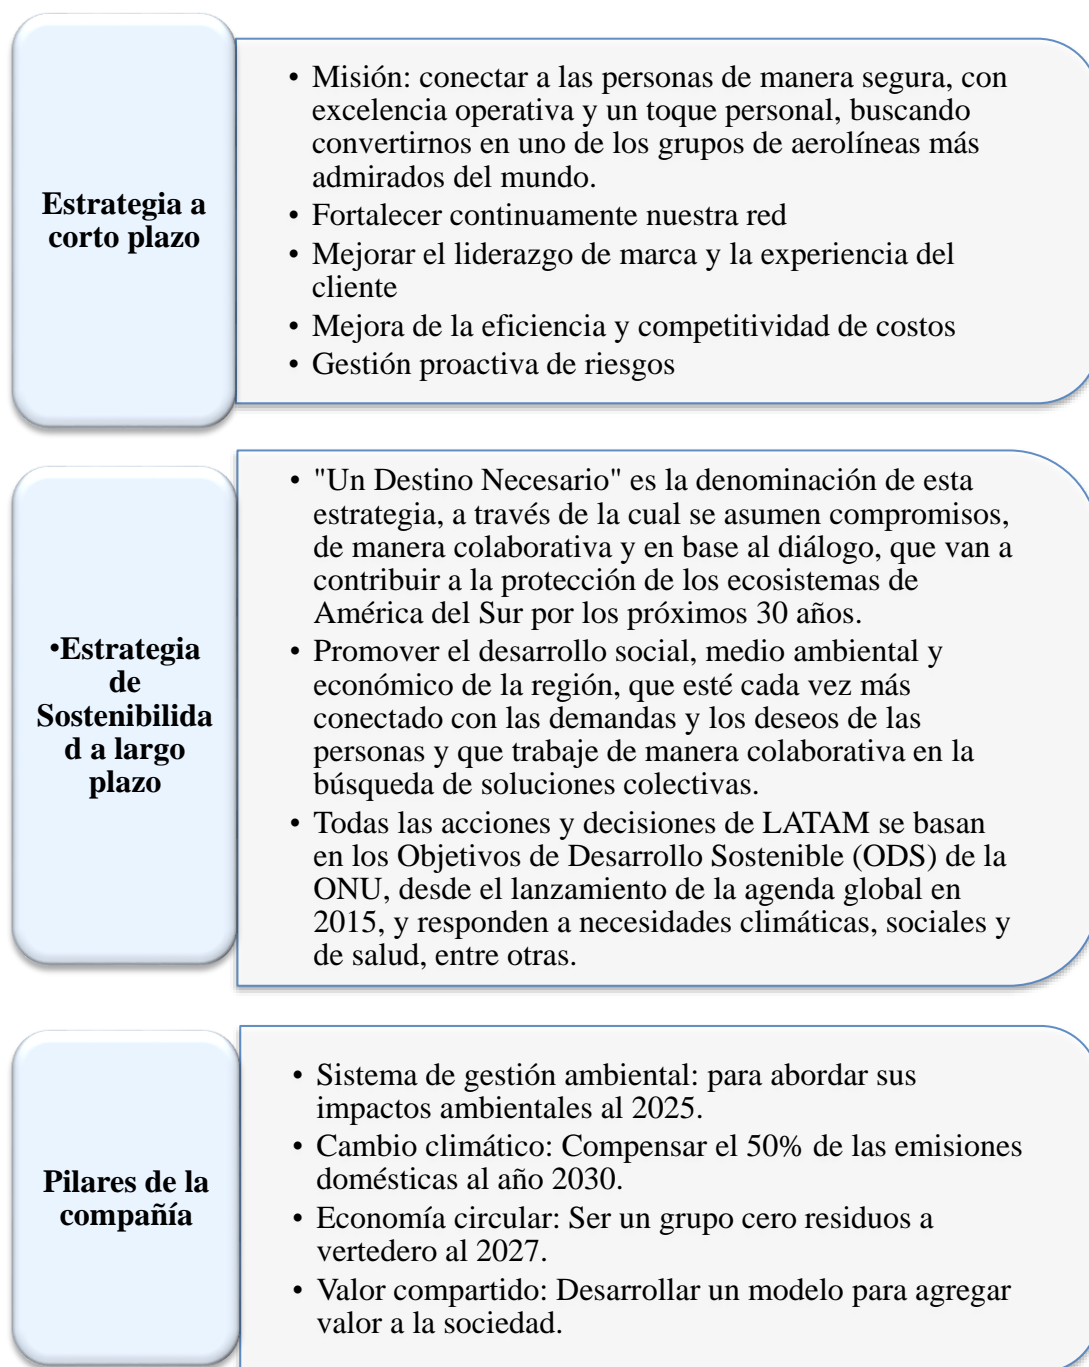 Estrategia a
corto plazo
• Misión: conectar a las personas de manera segura, con
excelencia operativa y un toque personal, buscando
convertirnos en uno de los grupos de aerolíneas más
admirados del mundo.
• Fortalecer continuamente nuestra red
• Mejorar el liderazgo de marca y la experiencia del
cliente
• Mejora de la eficiencia y competitividad de costos
• Gestión proactiva de riesgos
•Estrategia
de
Sostenibilida
d a largo
plazo
• "Un Destino Necesario" es la denominación de esta
estrategia, a través de la cual se asumen compromisos,
de manera colaborativa y en base al diálogo, que van a
contribuir a la protección de los ecosistemas de
América del Sur por los próximos 30 años.
• Promover el desarrollo social, medio ambiental y
económico de la región, que esté cada vez más
conectado con las demandas y los deseos de las
personas y que trabaje de manera colaborativa en la
búsqueda de soluciones colectivas.
• Todas las acciones y decisiones de LATAM se basan
en los Objetivos de Desarrollo Sostenible (ODS) de la
ONU, desde el lanzamiento de la agenda global en
2015, y responden a necesidades climáticas, sociales y
de salud, entre otras.
Pilares de la
compañía
• Sistema de gestión ambiental: para abordar sus
impactos ambientales al 2025.
• Cambio climático: Compensar el 50% de las emisiones
domésticas al año 2030.
• Economía circular: Ser un grupo cero residuos a
vertedero al 2027.
• Valor compartido: Desarrollar un modelo para agregar
valor a la sociedad.